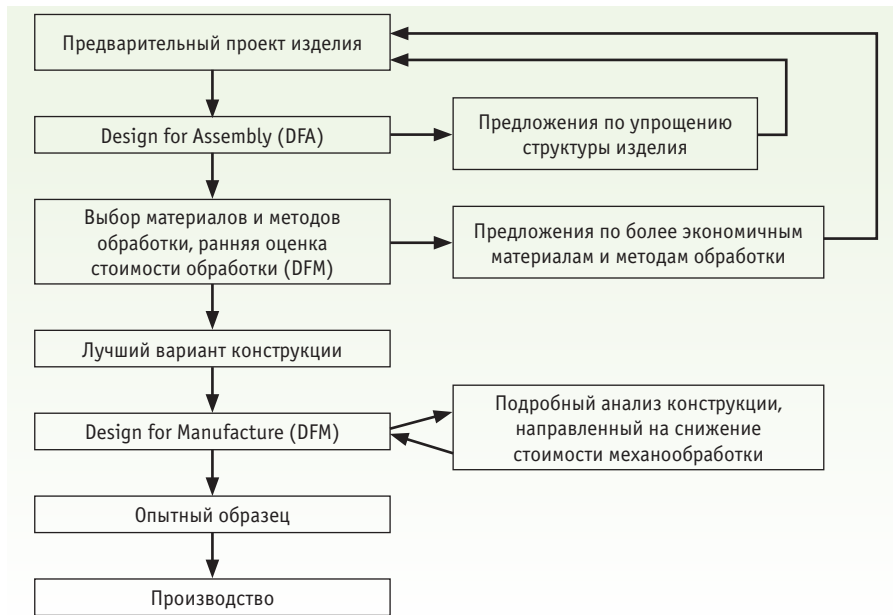 Предварительный проект изделия
Design for Assembly (DFA)
Предложения по упрощению
структуры изделия
Выбор материалов и методов
обработки, ранняя оценка
стоимости обработки (DFM)
Предложения по более экономичным
материалам и методам обработки
Лучший вариант конструкции
Design for Manufacture (DFM)
Подробный анализ конструкции,
направленный на снижение
стоимости механообработки
Опытный образец
Производство